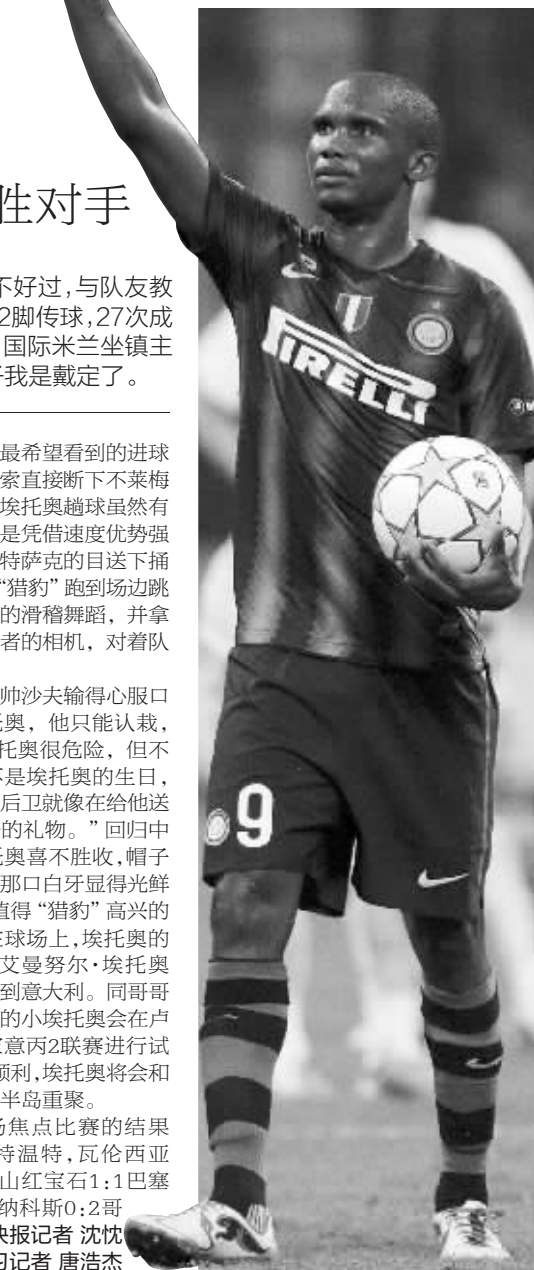 胜对手
不好过,与队友教
2脚传球,27次成
国际米兰坐镇主
子我是戴定了。
最希望看到的进球
索直接断下不莱梅
埃托奥趟球虽然有
是凭借速度优势强
特萨克的目送下捅
“猎豹”跑到场边跳
的滑稽舞蹈，并拿
者的相机，对着队
帅沙夫输得心服口
托奥，他只能认栽，
托奥很危险，但不
不是埃托奥的生日，
后卫就像在给他送
的礼物。”回归中
托奥喜不胜收,帽子
那口白牙显得光鲜
值得“猎豹”高兴的
在球场上,埃托奥的
艾曼努尔·埃托奥
到意大利。同哥哥
的小埃托奥会在卢
意丙2联赛进行试
顺利,埃托奥将会和
半岛重聚。
场焦点比赛的结果
特温特,瓦伦西亚
山红宝石1:1巴塞
纳科斯0:2哥
快报记者 沈忱
习记者 唐浩杰
PIRELLI
9